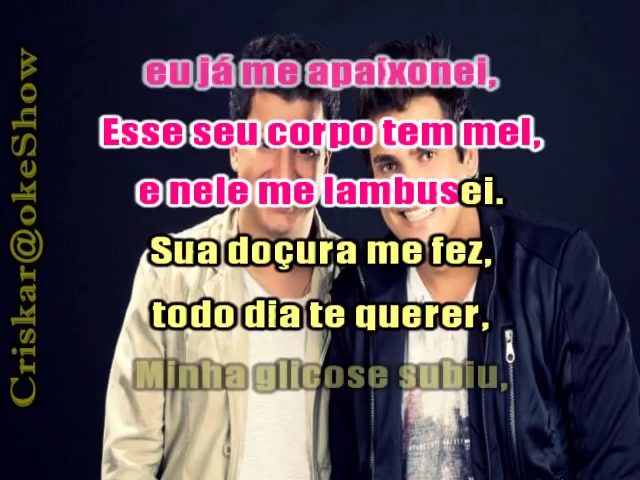 Criskar@okeShow
eu já me apaixonei,
Esse seu corpo tem mel,
e nele me lambusei.
Sua doçura me fez,
todo dia te querer,
Minha glicose subiu,